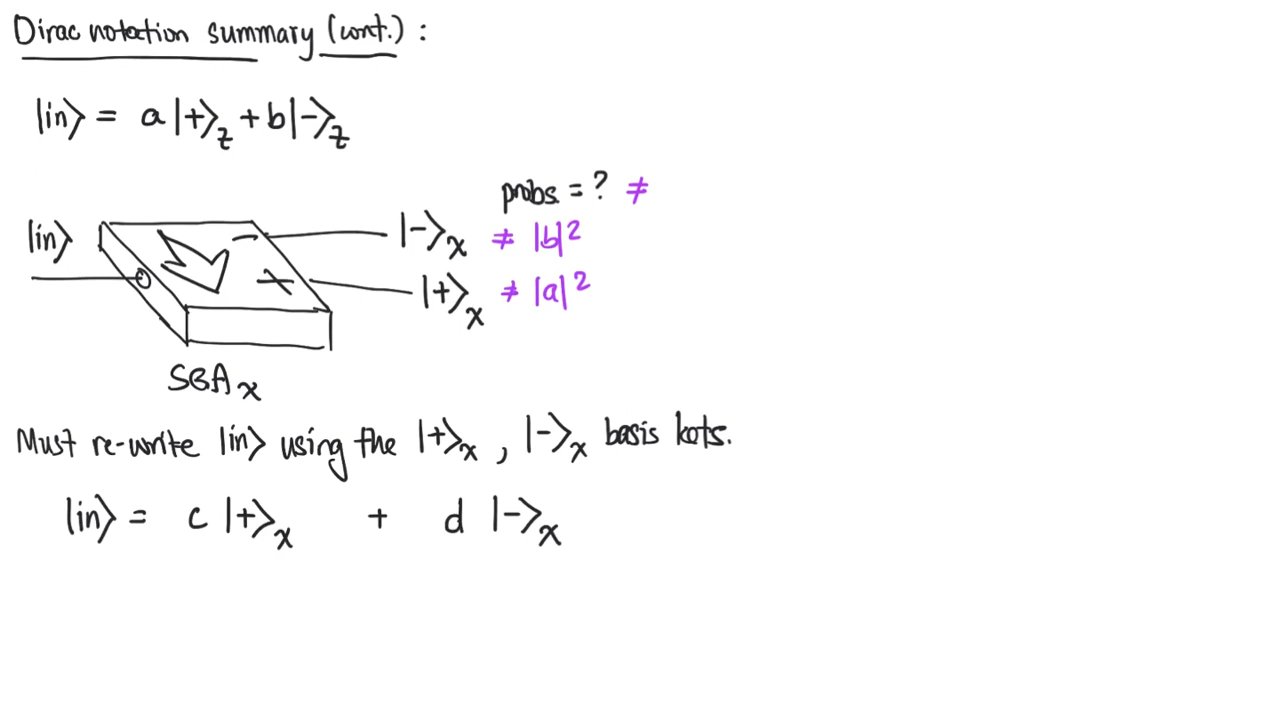 Dirac notation summary (cont.) :
|in⟩ = a |+⟩z + b|-⟩z
probs. = ? ≠
|in⟩
− |-⟩x ≠ |b|²
+ |+⟩x ≠ |a|²
SGAx
Must re-write |in⟩ using the |+⟩x , |-⟩x basis kets.
|in⟩ = c |+⟩x + d |-⟩x